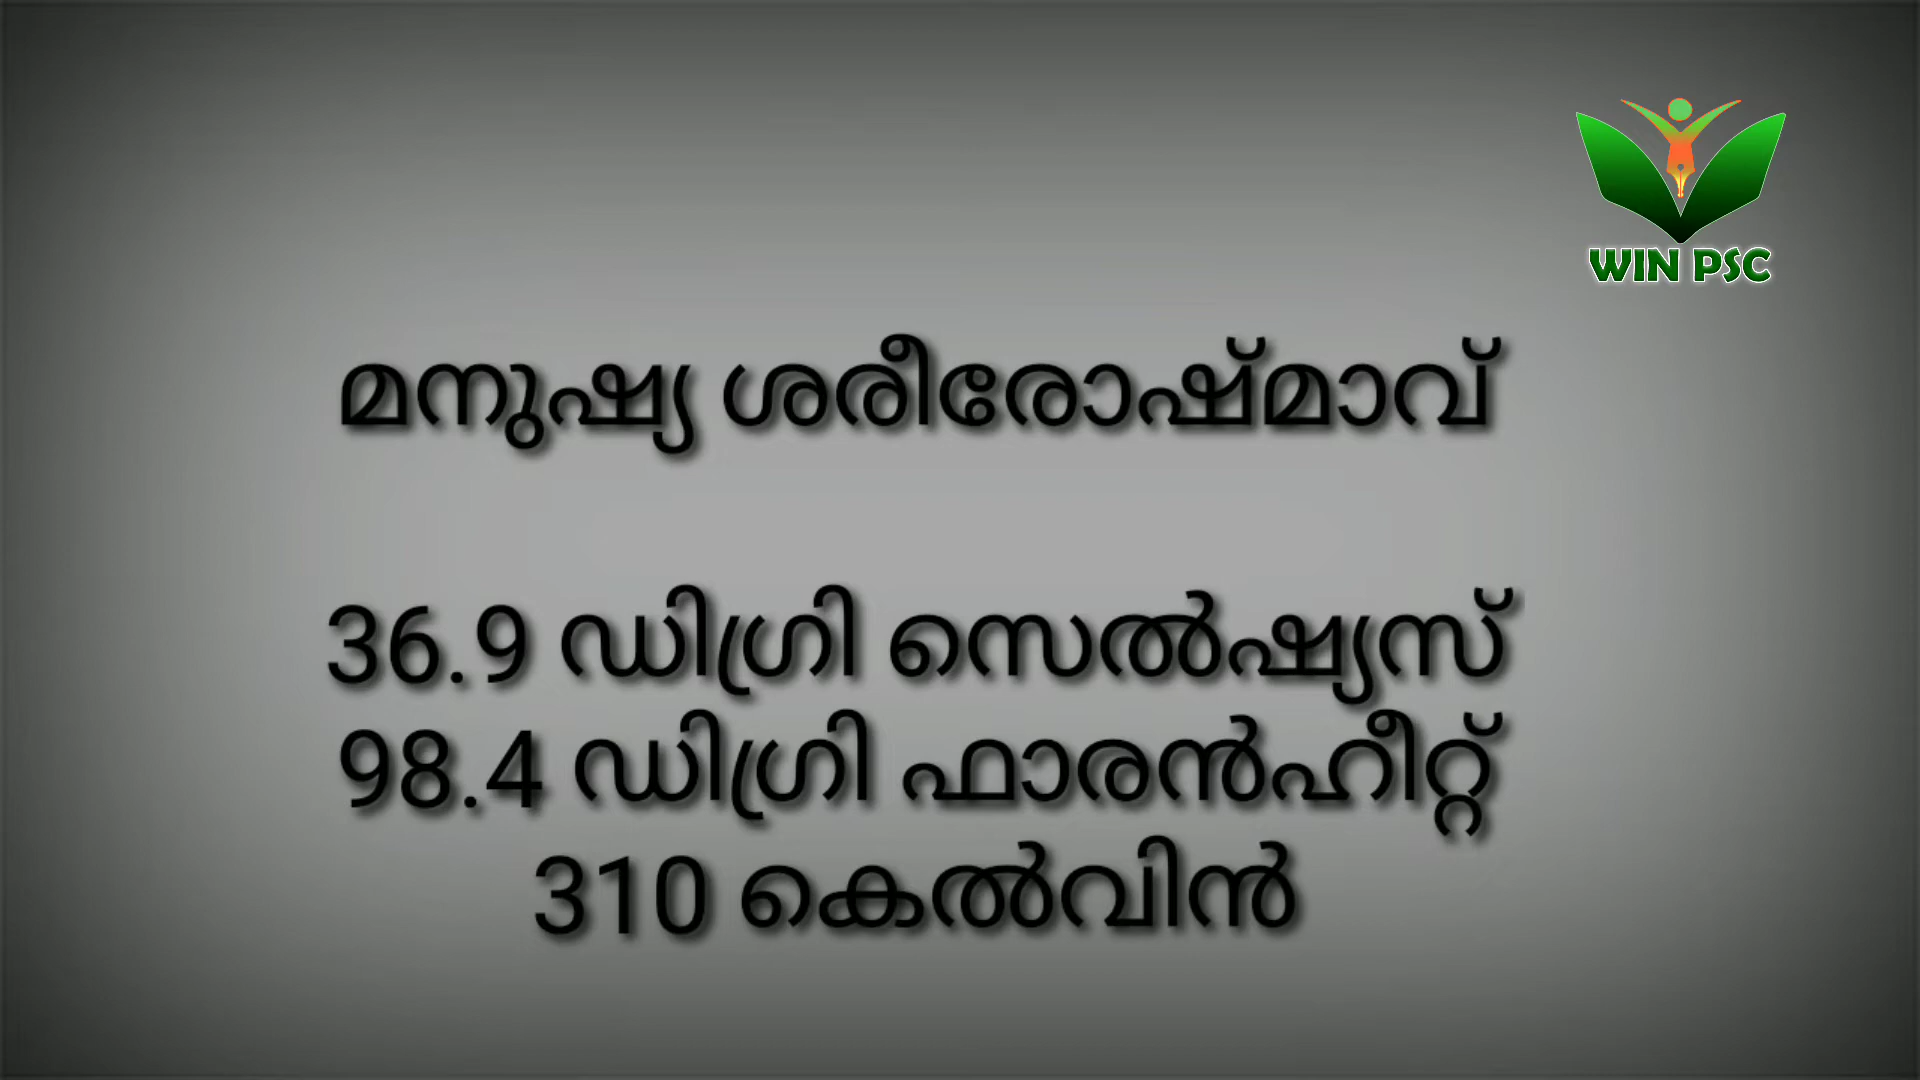 WIN PSC
മനുഷ്യ ശരീരോഷ്മാവ്
36.9 ഡിഗ്രി സെൽഷ്യസ്
98.4 ഡിഗ്രി ഫാരൻഹീറ്റ്
310 കെൽവിൻ